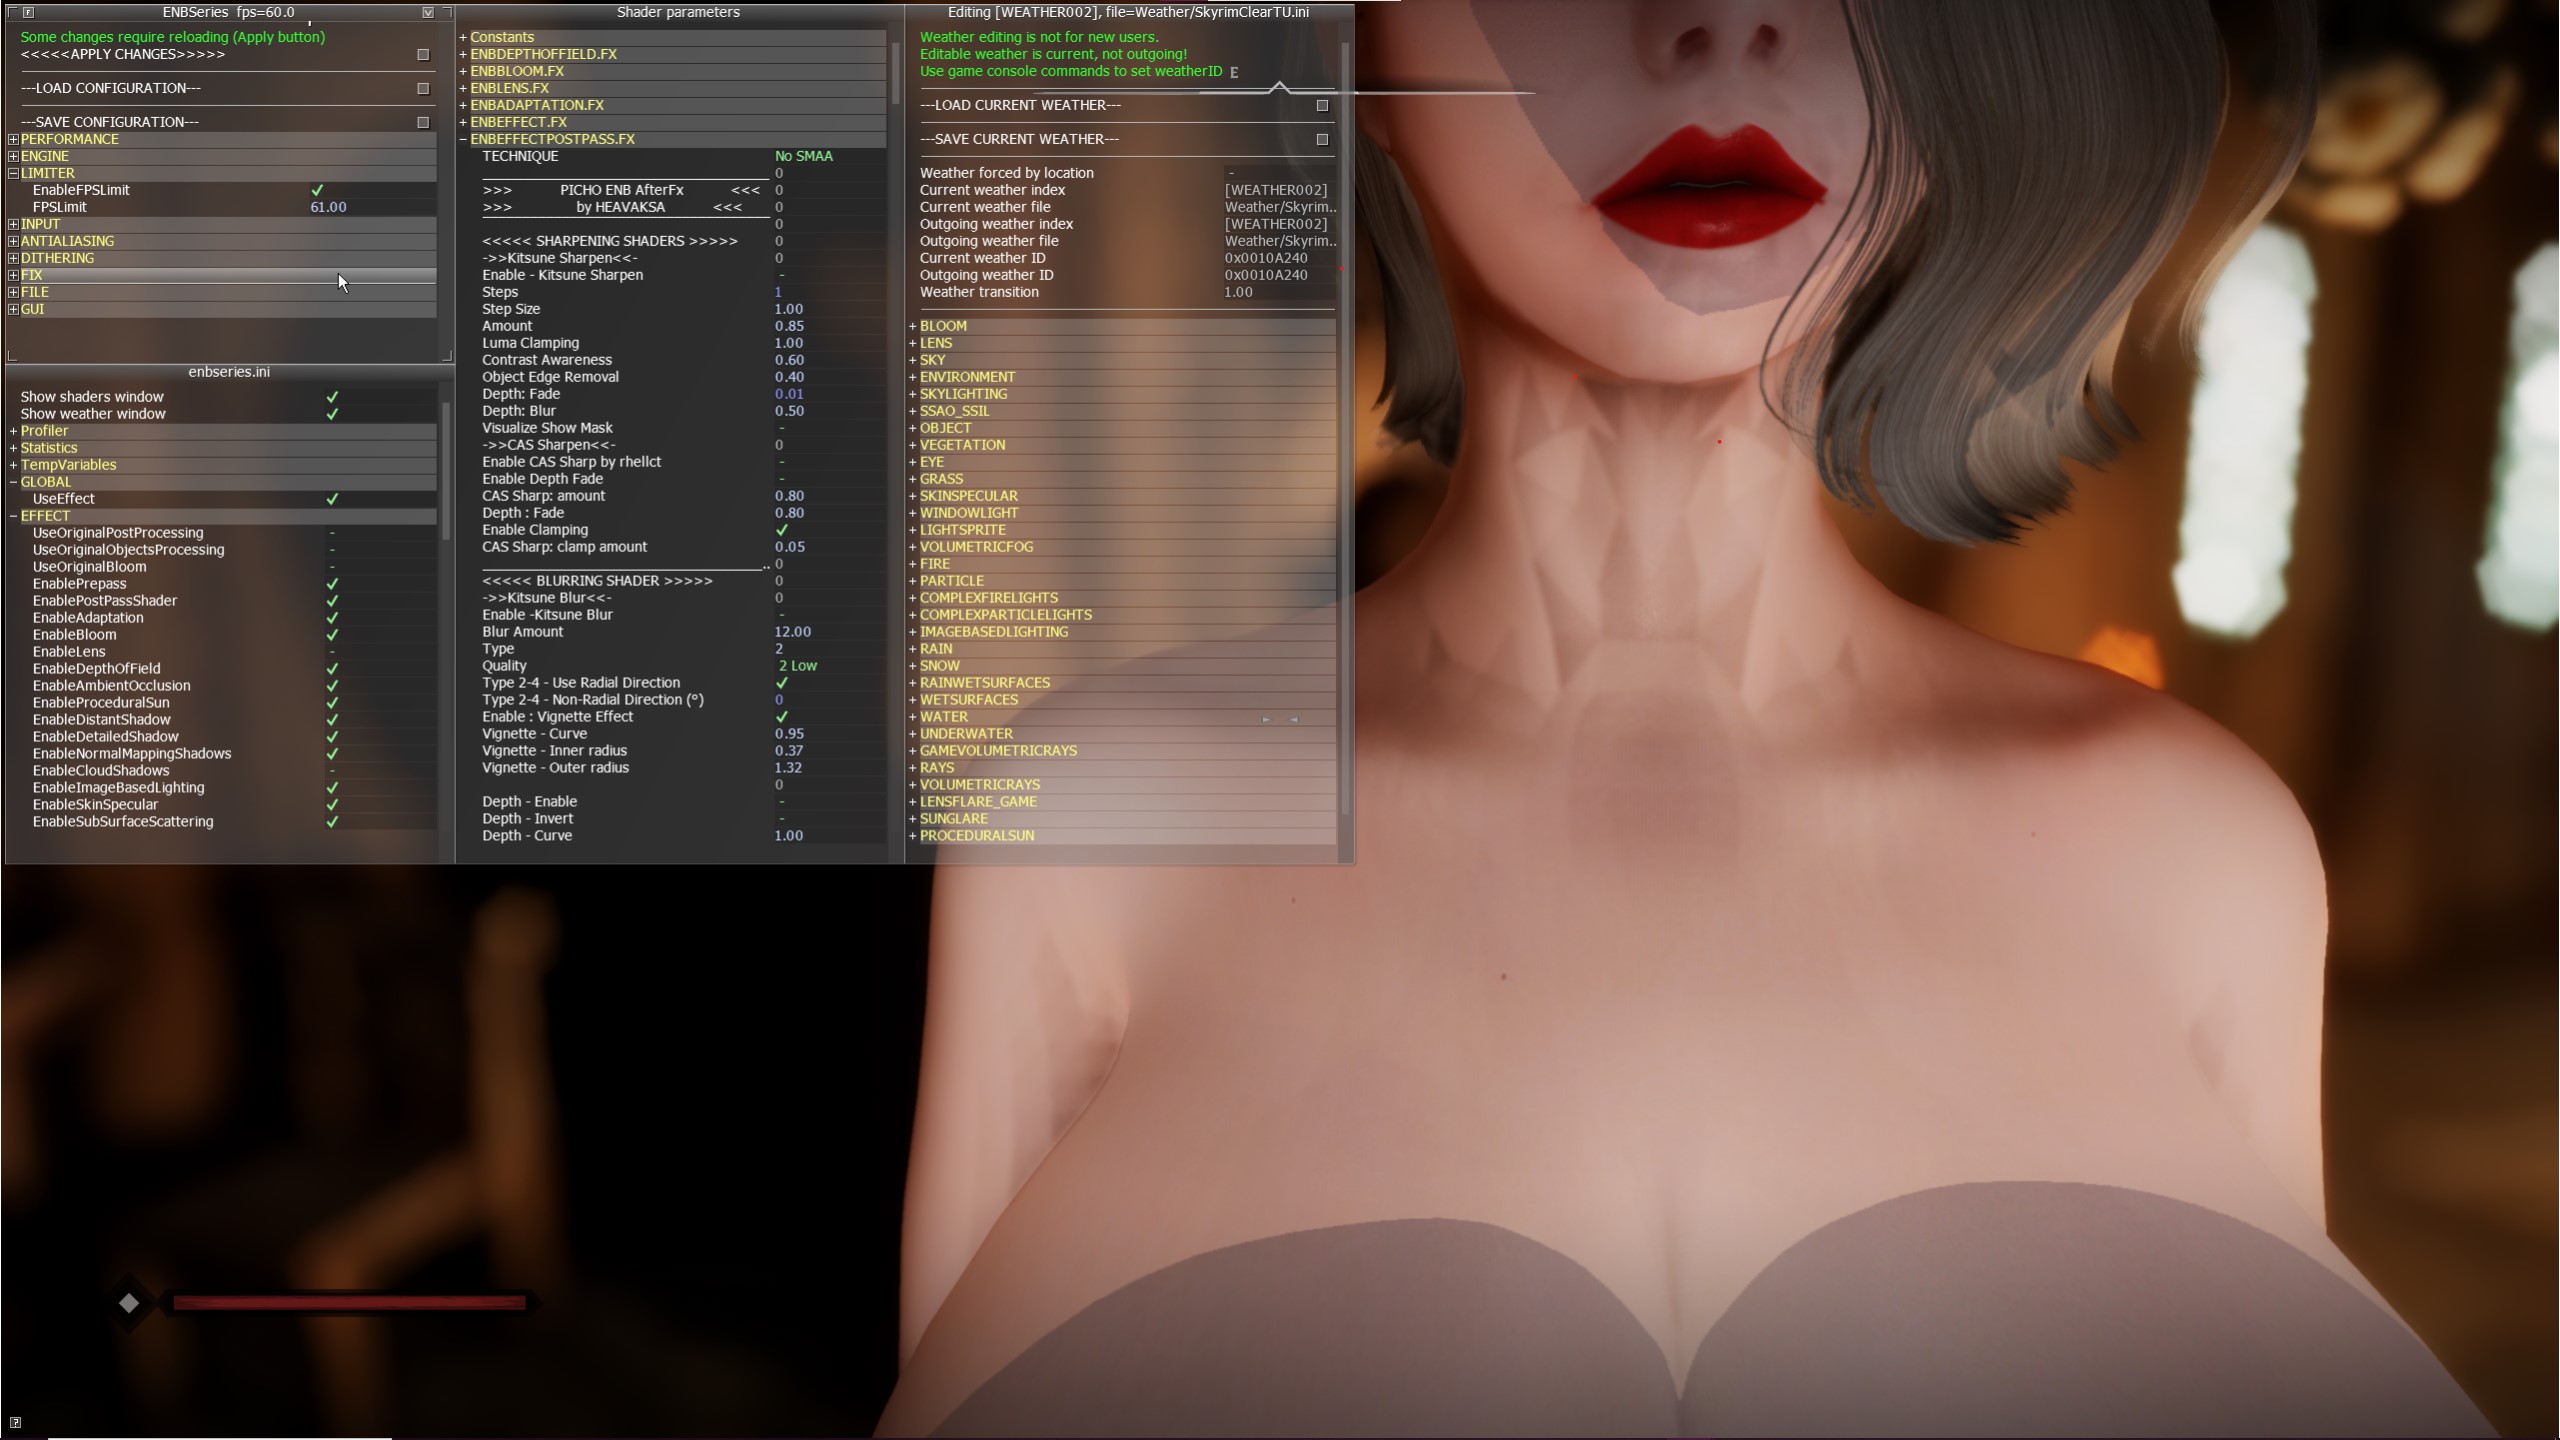 ENBSeries fps=60.0
Some changes require reloading (Apply button)
<<<<<APPLY CHANGES>>>>>
---LOAD CONFIGURATION---
---SAVE CONFIGURATION---
PERFORMANCE
ENGINE
LIMITER
EnableFPSLimit
FPSLimit 61.00
INPUT
ANTIALIASING
DITHERING
FIX
FILE
GUI
enbseries.ini
Show shaders window
Show weather window
Profiler
Statistics
TempVariables
GLOBAL
UseEffect
EFFECT
UseOriginalPostProcessing -
UseOriginalObjectsProcessing -
UseOriginalBloom -
EnablePrepass
EnablePostPassShader
EnableAdaptation
EnableBloom
EnableLens -
EnableDepthOfField
EnableAmbientOcclusion
EnableProceduralSun
EnableDistantShadow
EnableDetailedShadow
EnableNormalMappingShadows
EnableCloudShadows -
EnableImageBasedLighting
EnableSkinSpecular
EnableSubSurfaceScattering
Shader parameters
+ Constants
+ ENBDEPTHOFFIELD.FX
+ ENBBLOOM.FX
+ ENBLENS.FX
+ ENBADAPTATION.FX
+ ENBEFFECT.FX
- ENBEFFECTPOSTPASS.FX
TECHNIQUE No SMAA
0
>>> PICHO ENB AfterFx <<< 0
>>> by HEAVAKSA <<< 0
0
<<<<< SHARPENING SHADERS >>>>> 0
->>Kitsune Sharpen<<- 0
Enable - Kitsune Sharpen -
Steps 1
Step Size 1.00
Amount 0.85
Luma Clamping 1.00
Contrast Awareness 0.60
Object Edge Removal 0.40
Depth: Fade 0.01
Depth: Blur 0.50
Visualize Show Mask -
->>CAS Sharpen<<- 0
Enable CAS Sharp by rhellct -
Enable Depth Fade -
CAS Sharp: amount 0.80
Depth : Fade 0.80
Enable Clamping
CAS Sharp: clamp amount 0.05
.. 0
<<<<< BLURRING SHADER >>>>> 0
->>Kitsune Blur<<- 0
Enable -Kitsune Blur -
Blur Amount 12.00
Type 2
Quality 2 Low
Type 2-4 - Use Radial Direction
Type 2-4 - Non-Radial Direction (°) 0
Enable : Vignette Effect
Vignette - Curve 0.95
Vignette - Inner radius 0.37
Vignette - Outer radius 1.32
0
Depth - Enable -
Depth - Invert -
Depth - Curve 1.00
Editing [WEATHER002], file=Weather/SkyrimClearTU.ini
Weather editing is not for new users.
Editable weather is current, not outgoing!
Use game console commands to set weatherID
E
---LOAD CURRENT WEATHER---
---SAVE CURRENT WEATHER---
Weather forced by location -
Current weather index [WEATHER002]
Current weather file Weather/Skyrim..
Outgoing weather index [WEATHER002]
Outgoing weather file Weather/Skyrim..
Current weather ID 0x0010A240
Outgoing weather ID 0x0010A240
Weather transition 1.00
+ BLOOM
+ LENS
+ SKY
+ ENVIRONMENT
+ SKYLIGHTING
+ SSAO_SSIL
+ OBJECT
+ VEGETATION
+ EYE
+ GRASS
+ SKINSPECULAR
+ WINDOWLIGHT
+ LIGHTSPRITE
+ VOLUMETRICFOG
+ FIRE
+ PARTICLE
+ COMPLEXFIRELIGHTS
+ COMPLEXPARTICLELIGHTS
+ IMAGEBASEDLIGHTING
+ RAIN
+ SNOW
+ RAINWETSURFACES
+ WETSURFACES
+ WATER
+ UNDERWATER
+ GAMEVOLUMETRICRAYS
+ RAYS
+ VOLUMETRICRAYS
+ LENSFLARE_GAME
+ SUNGLARE
+ PROCEDURALSUN